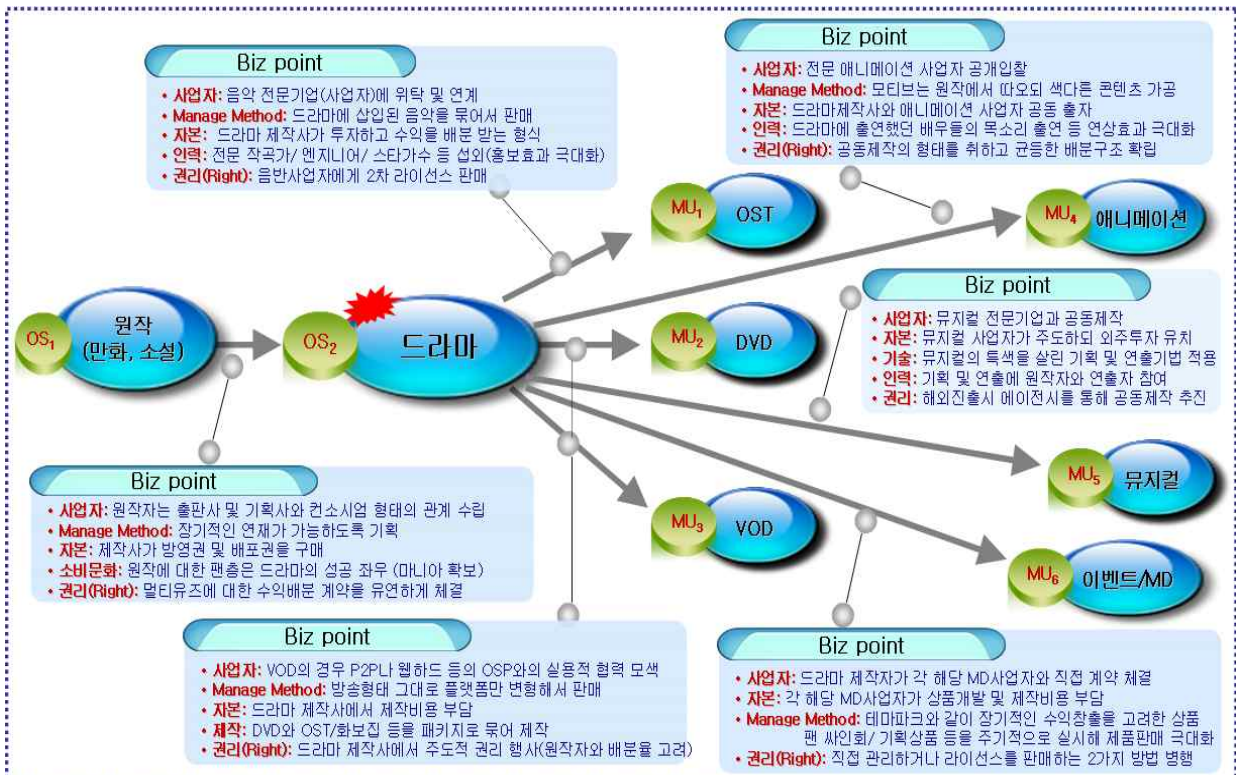 Biz point
• 사업자: 음악 전문기업(사업자)에 위탁 및 연계
• Manage Method: 드라마에 삽입된 음악을 묶어서 판매
• 자본: 드라마 제작사가 투자하고 수익을 배분 받는 형식
• 인력: 전문 작곡가/ 엔지니어/ 스타가수 등 섭외(홍보효과 극대화)
• 권리(Right): 음반사업자에게 2차 라이선스 판매
Biz point
• 사업자: 전문 애니메이션 사업자 공개입찰
• Manage Method: 모티브는 원작에서 따오되 색다른 콘텐츠 가공
• 자본: 드라마제작사와 애니메이션 사업자 공동 출자
• 인력: 드라마에 출연했던 배우들의 목소리 출연 등 연상효과 극대화
• 권리(Right): 공동제작의 형태를 취하고 균등한 배분구조 확립
MU1 OST
MU4 애니메이션
OS1 원작
(만화, 소설)
OS2 드라마
MU2 DVD
• 사업자: 뮤지컬 전문기업과 공동제작
• 자본: 뮤지컬 사업자가 주도하되 외주투자 유치
• 기술: 뮤지컬의 특색을 살린 기획 및 연출기법 적용
• 인력: 기획 및 연출에 원작자와 연출자 참여
• 권리: 해외진출시 에이전시를 통해 공동제작 추진
MU5 뮤지컬
MU3 VOD
MU6 이벤트/MD
Biz point
• 사업자: 원작자는 출판사 및 기획사와 컨소시엄 형태의 관계 수립
• Manage Method: 장기적인 연재가 가능하도록 기획
• 자본: 제작사가 방영권 및 배포권을 구매
• 소비문화: 원작에 대한 팬층은 드라마의 성공 좌우 (마니아 확보)
• 권리(Right): 멀티유즈에 대한 수익배분 계약을 유연하게 체결
Biz point
• 사업자: VOD의 경우 P2P나 웹하드 등의 OSP와의 실용적 협력 모색
• Manage Method: 방송형태 그대로 플랫폼만 변형해서 판매
• 자본: 드라마 제작사에서 제작비용 부담
• 제작: DVD와 OST/화보집 등을 패키지로 묶어 제작
• 권리(Right): 드라마 제작사에서 주도적 권리 행사(원작자와 배분율 고려)
Biz point
• 사업자: 드라마 제작자가 각 해당 MD사업자와 직접 계약 체결
• 자본: 각 해당 MD사업자가 상품개발 및 제작비용 부담
• Manage Method: 테마파크와 같이 장기적인 수익창출을 고려한 상품
팬 싸인회/ 기획상품 등을 주기적으로 실시해 제품판매 극대화
• 권리(Right): 직접 관리하거나 라이선스를 판매하는 2가지 방법 병행